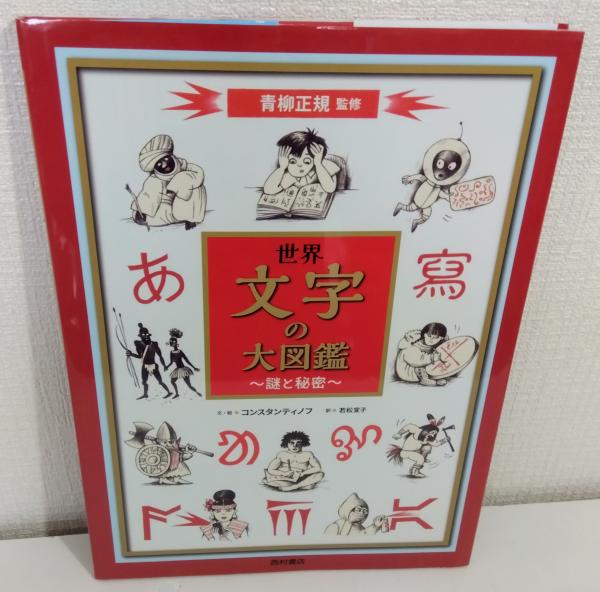 青柳正規 監修
世界
文字
の
大図鑑
～謎と秘密～
あ
寫
文・絵 コンスタンティノフ 訳 若松宣子
西村書店